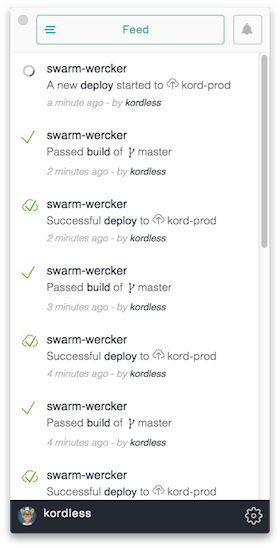 Feed
swarm-wercker
A new deploy started to kord-prod
a minute ago - by kordless
swarm-wercker
Passed build of master
2 minutes ago - by kordless
swarm-wercker
Successful deploy to kord-prod
2 minutes ago - by kordless
swarm-wercker
Passed build of master
3 minutes ago - by kordless
swarm-wercker
Successful deploy to kord-prod
4 minutes ago - by kordless
swarm-wercker
Passed build of master
4 minutes ago - by kordless
swarm-wercker
Successful deploy to kord-prod
kordless